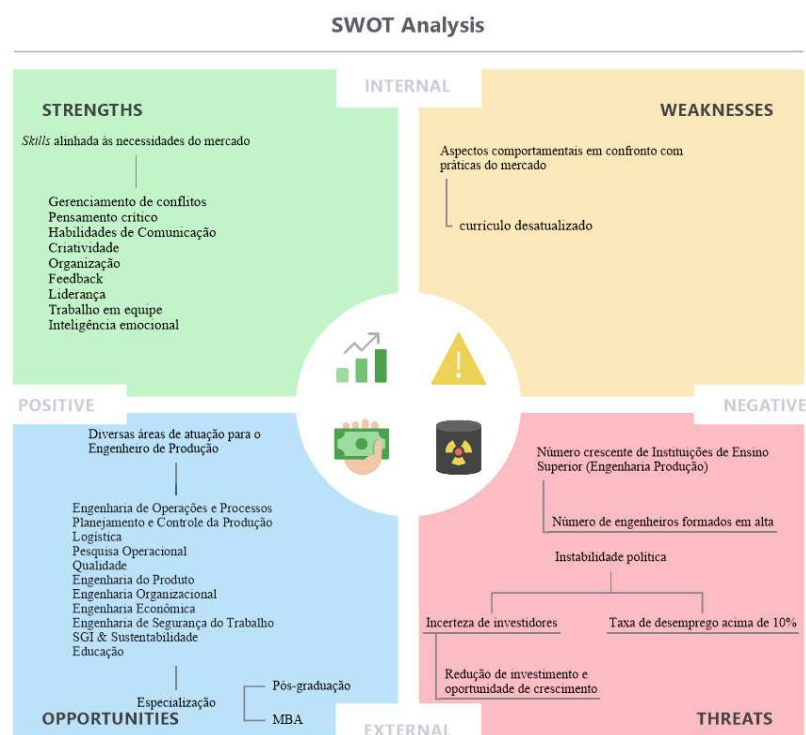 SWOT Analysis
INTERNAL
STRENGTHS
Skills alinhada às necessidades do mercado
Gerenciamento de conflitos
Pensamento critico
Habilidades de Comunicação
Criatividade
Organização
Feedback
Liderança
Trabalho em equipe
Inteligência emocional
WEAKNESSES
Aspectos comportamentais em confronto com
práticas do mercado
currículo desatualizado
POSITIVE
NEGATIVE
Diversas áreas de atuação para o
Engenheiro de Produção
Engenharia de Operações e Processos
Planejamento e Controle da Produção
Logística
Pesquisa Operacional
Qualidade
Engenharia do Produto
Engenharia Organizacional
Engenharia Econômica
Engenharia de Segurança do Trabalho
SGI & Sustentabilidade
Educação
Especialização
Pós-graduação
MBA
OPPORTUNITIES
Número crescente de Instituições de Ensino
Superior (Engenharia Produção)
Número de engenheiros formados em alta
Instabilidade política
Incerteza de investidores
Taxa de desemprego acima de 10%
Redução de investimento e
oportunidade de crescimento
THREATS
EXTERNAL